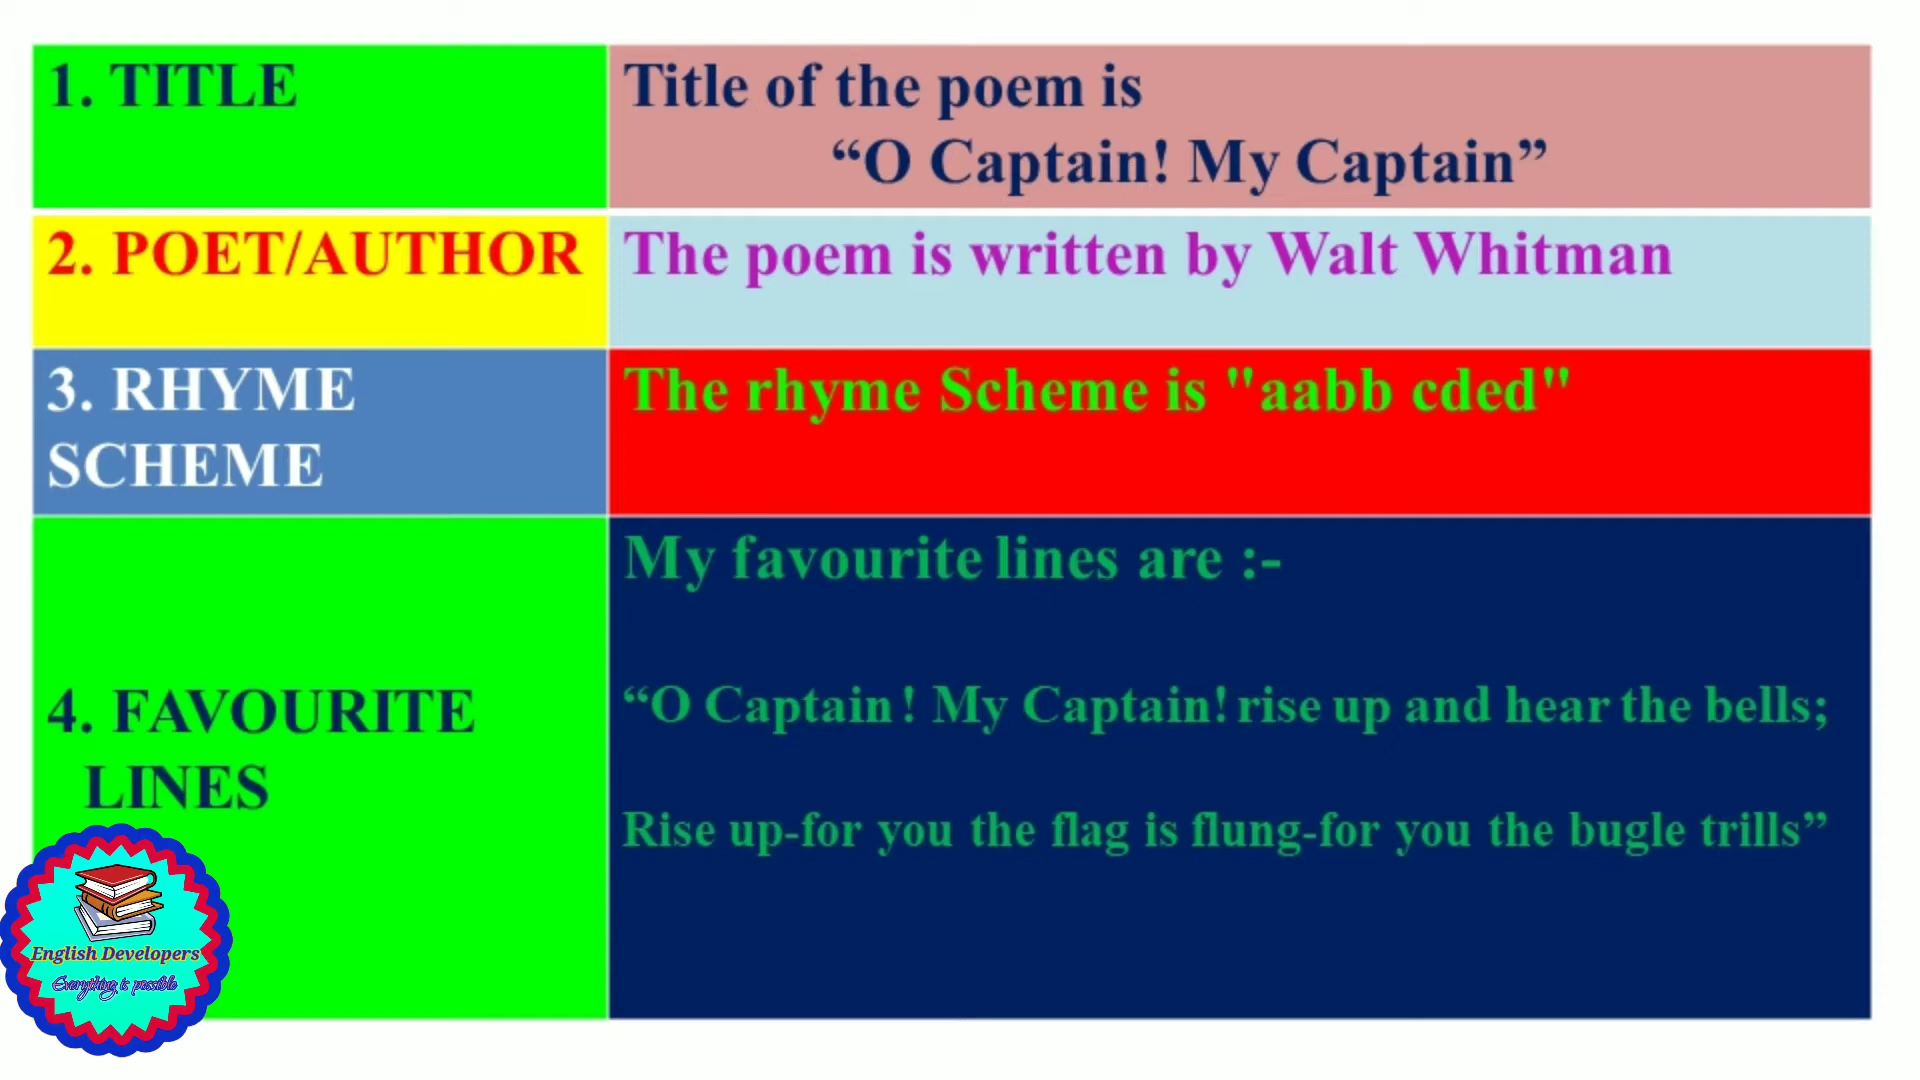 1. TITLE
Title of the poem is
“O Captain! My Captain”
2. POET/AUTHOR
The poem is written by Walt Whitman
3. RHYME
SCHEME
The rhyme Scheme is "aabb cded"
4. FAVOURITE
LINES
My favourite lines are :-
“O Captain ! My Captain! rise up and hear the bells;
Rise up-for you the flag is flung-for you the bugle trills”
English Developers
Everything is possible